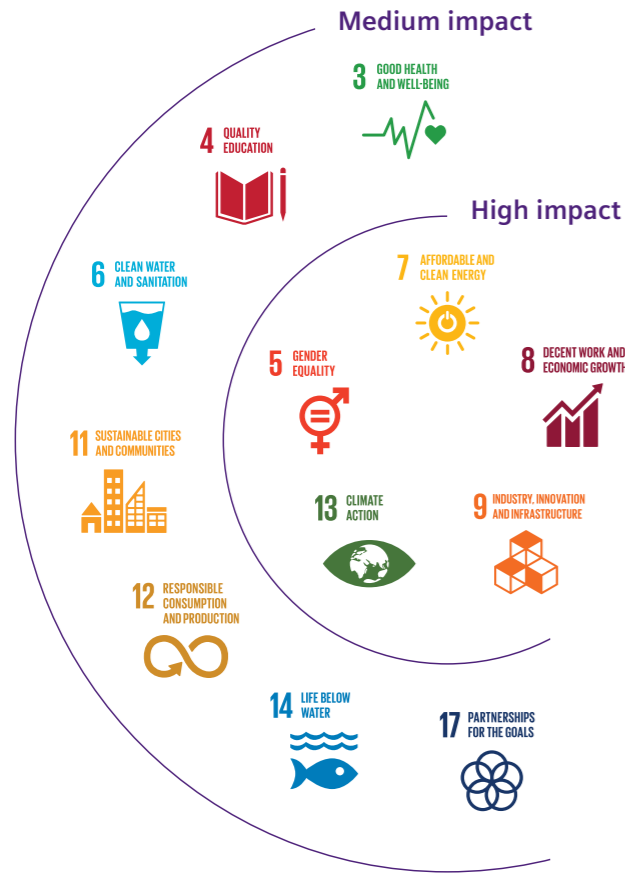 Medium impact
3 GOOD HEALTH
AND WELL-BEING
4 QUALITY
EDUCATION
High impact
6 CLEAN WATER
AND SANITATION
7 AFFORDABLE AND
CLEAN ENERGY
5 GENDER
EQUALITY
8 DECENT WORK AND
ECONOMIC GROWTH
11 SUSTAINABLE CITIES
AND COMMUNITIES
13 CLIMATE
ACTION
9 INDUSTRY, INNOVATION
AND INFRASTRUCTURE
12 RESPONSIBLE
CONSUMPTION
AND PRODUCTION
14 LIFE BELOW
WATER
17 PARTNERSHIPS
FOR THE GOALS